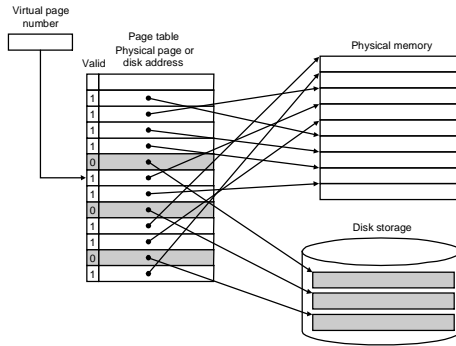 Virtual page
number
Page table
Physical page or
disk address
Valid
Physical memory
1
1
1
1
0
1
1
0
1
1
0
1
Disk storage